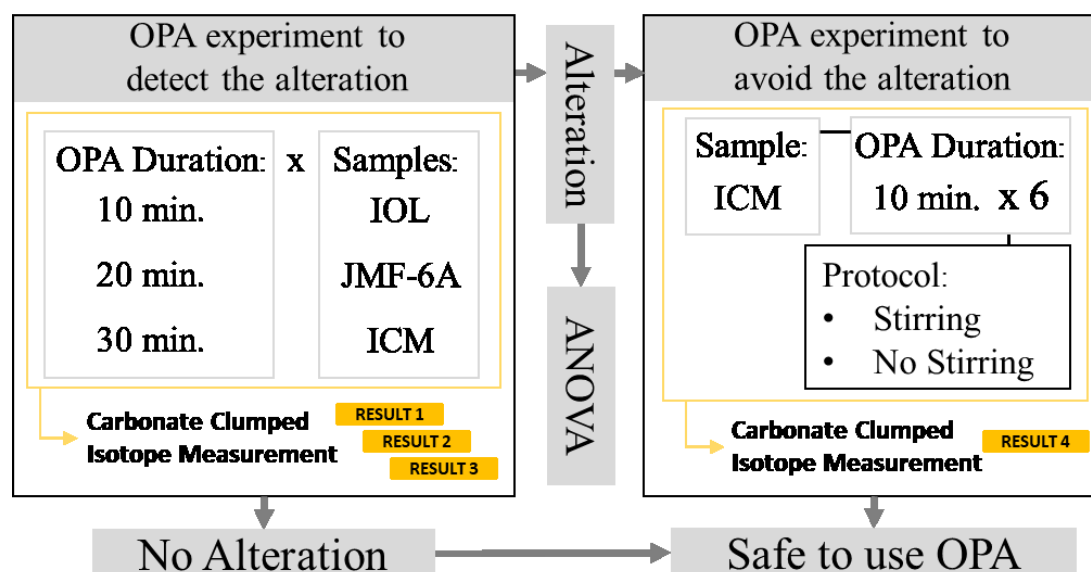 OPA experiment to
detect the alteration
OPA Duration: x Samples:
10 min. IOL
20 min. JMF-6A
30 min. ICM
Carbonate Clumped
Isotope Measurement
RESULT 1
RESULT 2
RESULT 3
Alteration
ANOVA
OPA experiment to
avoid the alteration
Sample:
ICM
OPA Duration:
10 min. x 6
Protocol:
• Stirring
• No Stirring
Carbonate Clumped
Isotope Measurement
RESULT 4
No Alteration
Safe to use OPA